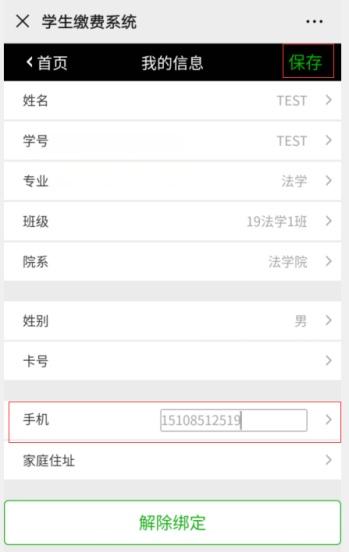 学生缴费系统
首页 我的信息 保存
姓名 TEST
学号 TEST
专业 法学
班级 19法学1班
院系 法学院
性别 男
卡号
手机 15108512519
家庭住址
解除绑定